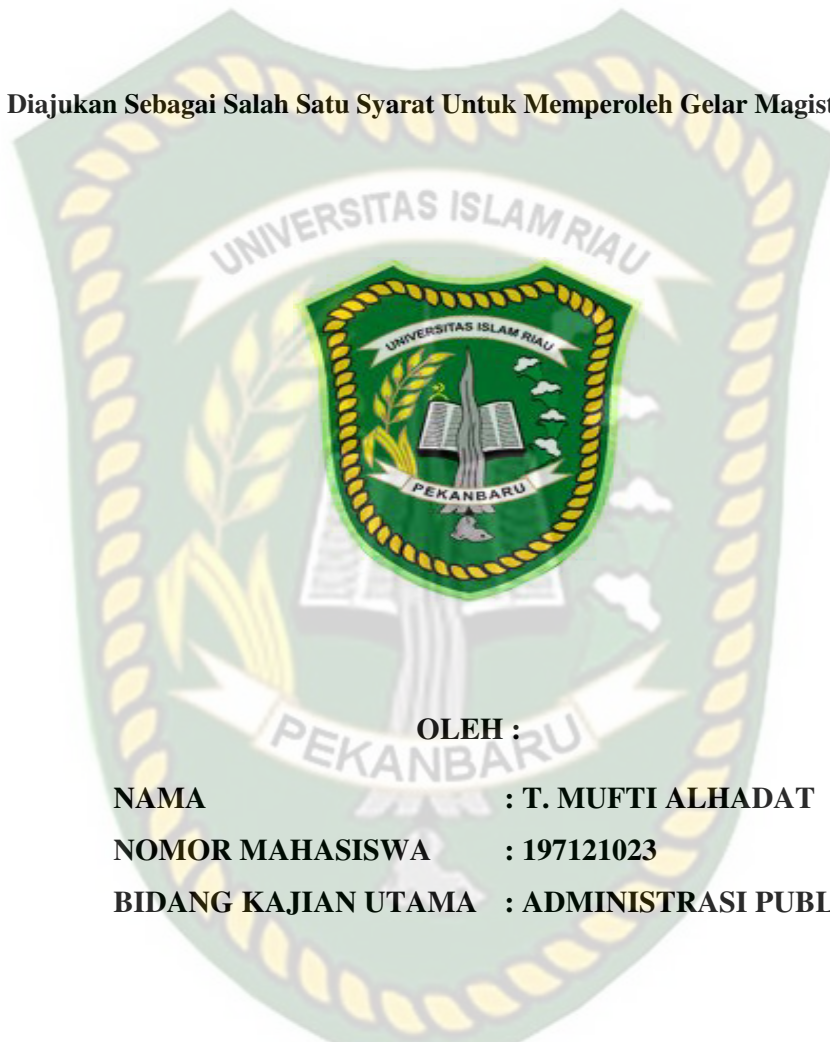 Diajukan Sebagai Salah Satu Syarat Untuk Memperoleh Gelar Magist
UNIVERSITAS ISLAM RIAU
UNIVERSITAS ISLAM RIAU
PEKANBARU
OLEH :
PEKANBARU
NAMA : T. MUFTI ALHADAT
NOMOR MAHASISWA : 197121023
BIDANG KAJIAN UTAMA : ADMINISTRASI PUBL